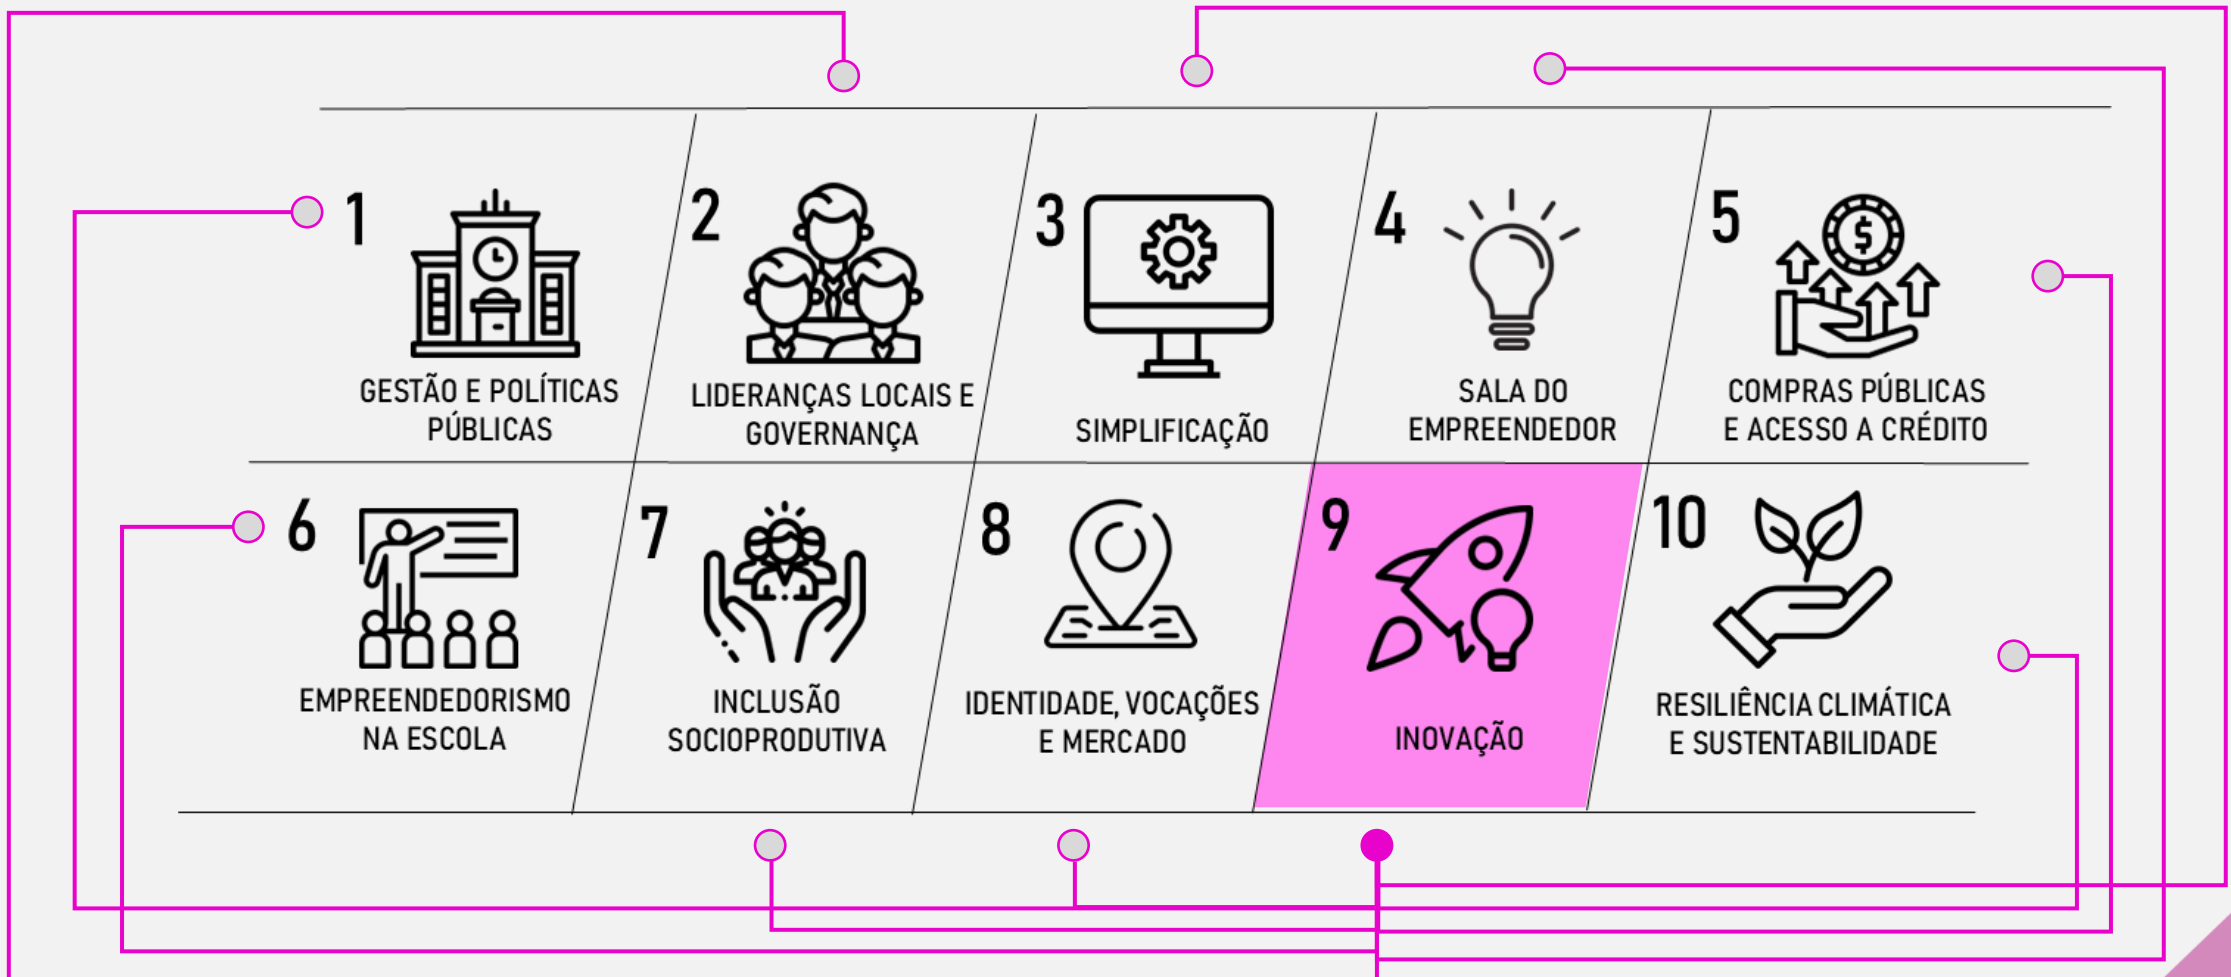 1
GESTÃO E POLÍTICAS
PÚBLICAS
2
LIDERANÇAS LOCAIS E
GOVERNANÇA
3
SIMPLIFICAÇÃO
4
SALA DO
EMPREENDEDOR
5
$
COMPRAS PÚBLICAS
E ACESSO A CRÉDITO
6
EMPREENDEDORISMO
NA ESCOLA
7
INCLUSÃO
SOCIOPRODUTIVA
8
IDENTIDADE, VOCAÇÕES
E MERCADO
9
INOVAÇÃO
10
RESILIÊNCIA CLIMÁTICA
E SUSTENTABILIDADE